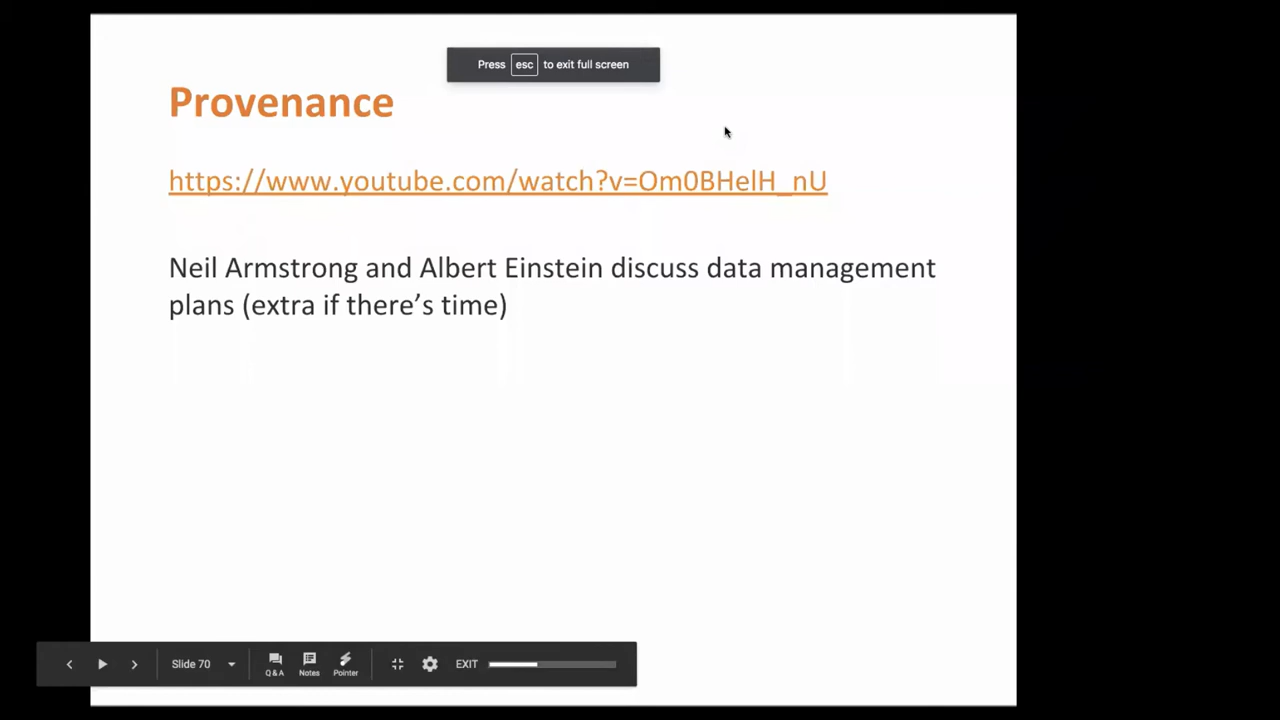 Press esc to exit full screen
Provenance
https://www.youtube.com/watch?v=Om0BHelH_nU
Neil Armstrong and Albert Einstein discuss data management
plans (extra if there’s time)
Slide 70
Q & A
Notes
Pointer
EXIT